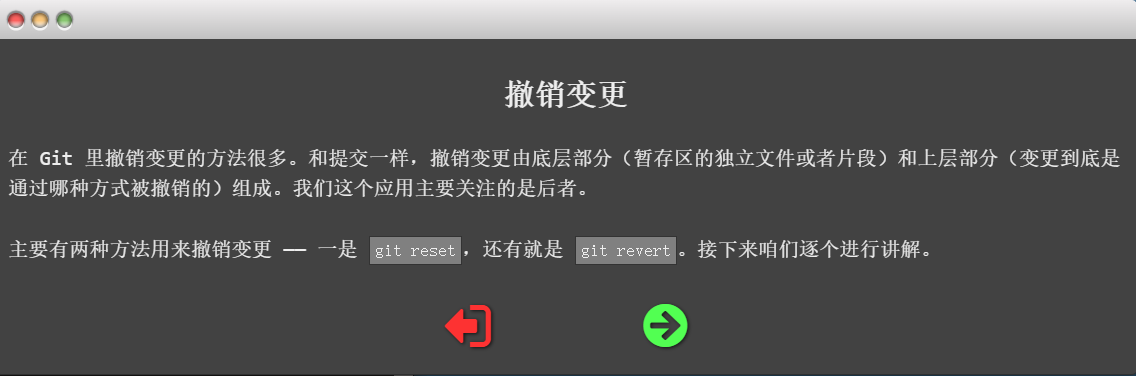 撤销变更
在 Git 里撤销变更的方法很多。和提交一样，撤销变更由底层部分（暂存区的独立文件或者片段）和上层部分（变更到底是
通过哪种方式被撤销的）组成。我们这个应用主要关注的是后者。
主要有两种方法用来撤销变更 —— 一是 git reset，还有就是 git revert。接下来咱们逐个进行讲解。